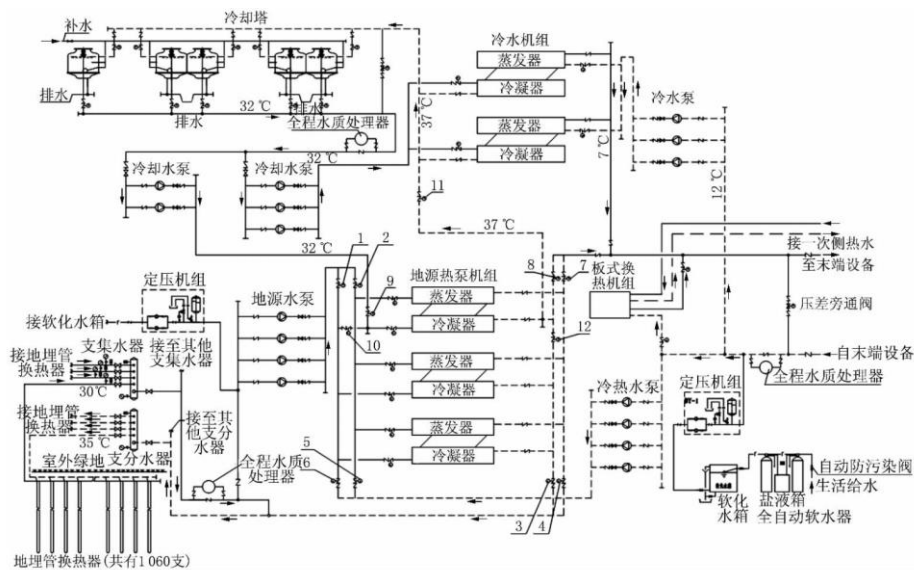 补水
冷却塔
排水
排水
排水
32 ℃
全程水质处理器
32 ℃
冷却水泵
冷却水泵
37 ℃
11
冷水机组
蒸发器
冷凝器
蒸发器
冷凝器
7 ℃
冷水泵
12 ℃
32 ℃
37 ℃
1
2
9
10
8
7
12
板式换
热机组
接一次侧热水
至末端设备
压差旁通阀
自末端设备
全程水质处理器
定压机组
接软化水箱
地源水泵
地源热泵机组
蒸发器
冷凝器
蒸发器
冷凝器
蒸发器
冷凝器
支集水器
接至其他
支集水器
接地埋管
换热器
30℃
接地埋管
换热器
35℃
支分水器
接至其
他支分
水器
室外绿地
5
全程水质
处理器
6
3
4
冷热水泵
定压机组
自动防污染阀
生活给水
软化
水箱
盐液箱
全自动软水器
地埋管换热器(共有1 060支)